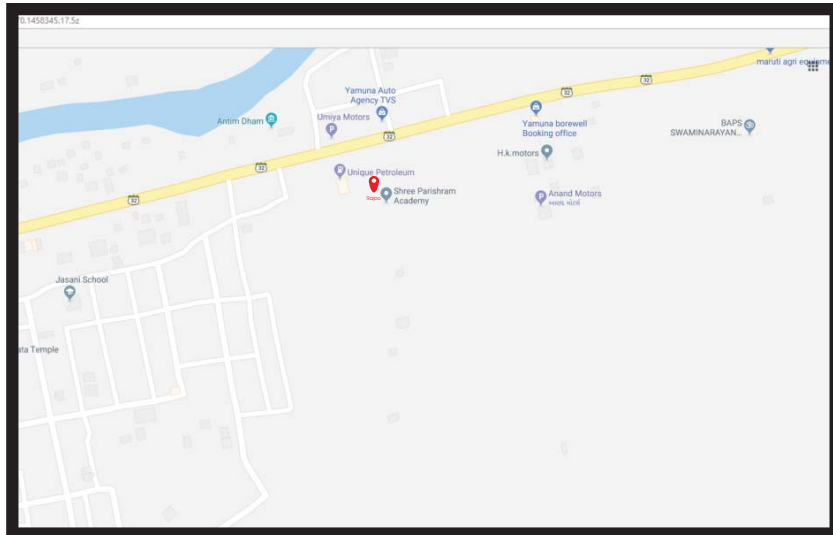 70.1458345,17.5z
maruti agri equipme
32
32
Yamuna Auto
Agency TVS
Umiya Motors
Antim Dham
Yamuna borewell
Booking office
BAPS
SWAMINARAYAN...
32
H.k.motors
32
Unique Petroleum
32
Shree Parishram
Academy
Anand Motors
Jasani School
ata Temple